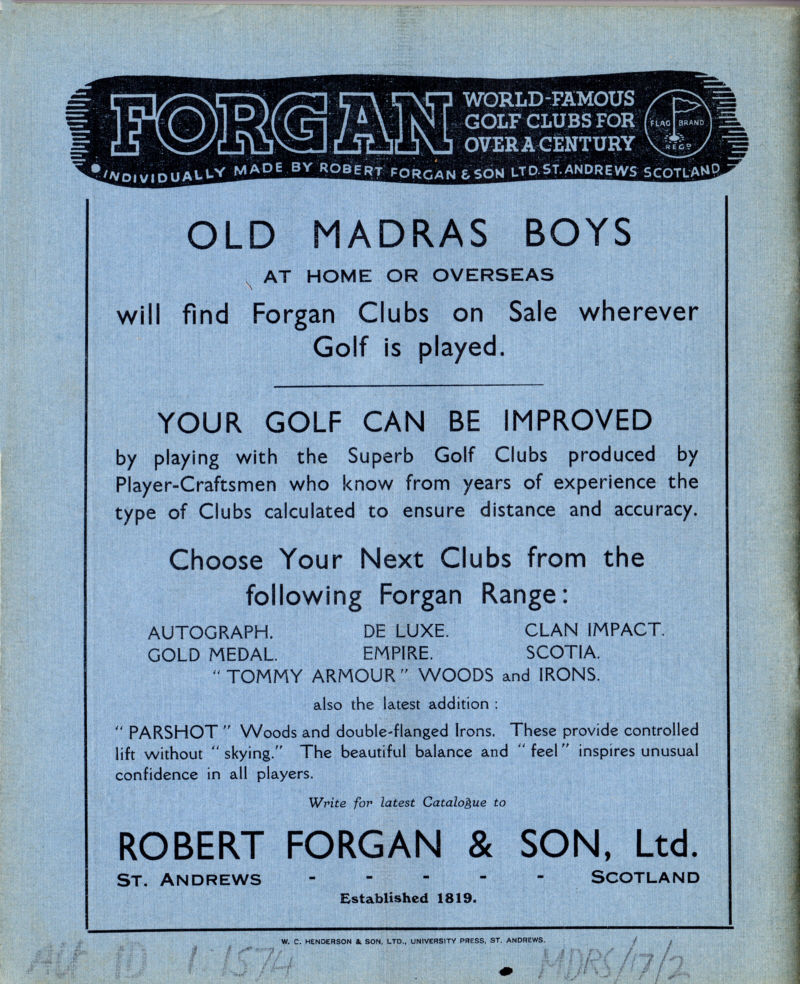 FORGAN
WORLD-FAMOUS
GOLF CLUBS FOR
OVER A CENTURY
FLAG BRAND
REGD
INDIVIDUALLY MADE BY ROBERT FORGAN & SON LTD. ST. ANDREWS SCOTLAND
OLD MADRAS BOYS
AT HOME OR OVERSEAS
will find Forgan Clubs on Sale wherever
Golf is played.
YOUR GOLF CAN BE IMPROVED
by playing with the Superb Golf Clubs produced by
Player-Craftsmen who know from years of experience the
type of Clubs calculated to ensure distance and accuracy.
Choose Your Next Clubs from the
following Forgan Range:
AUTOGRAPH. DE LUXE. CLAN IMPACT.
GOLD MEDAL. EMPIRE. SCOTIA.
"TOMMY ARMOUR" WOODS and IRONS.
also the latest addition:
"PARSHOT" Woods and double-flanged Irons. These provide controlled
lift without "skying." The beautiful balance and "feel" inspires unusual
confidence in all players.
Write for latest Catalogue to
ROBERT FORGAN & SON, Ltd.
ST. ANDREWS - - - - - SCOTLAND
Established 1819.
W. C. HENDERSON & SON, LTD., UNIVERSITY PRESS, ST. ANDREWS.
ID 1:1574 MDRS/17/2